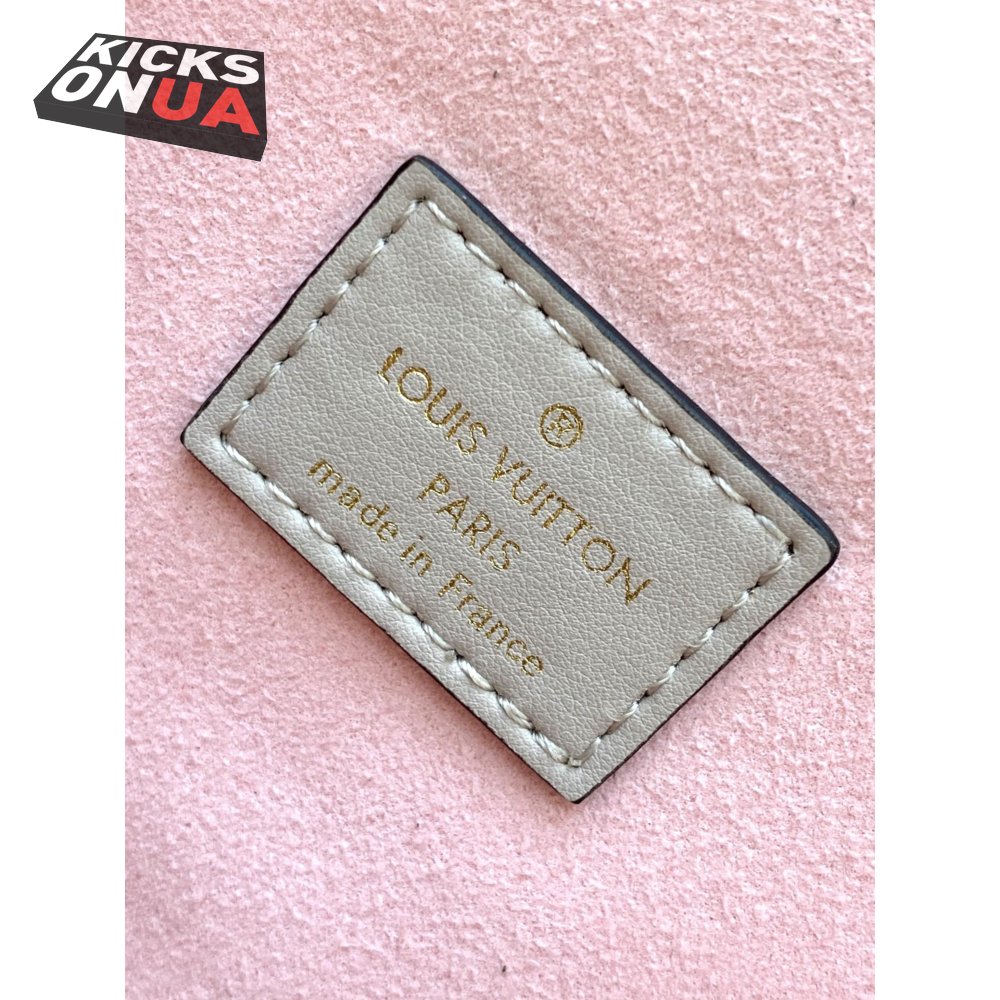 KICKS
ONUA
®
LOUIS VUITTON
PARIS
made in France